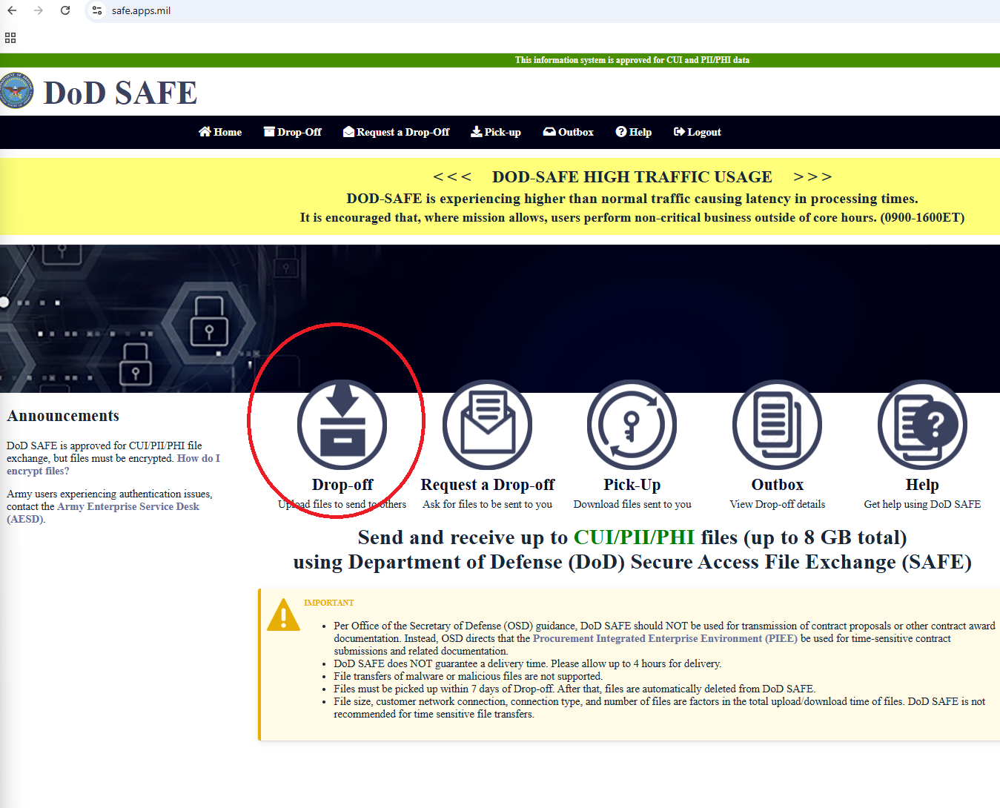 safe.apps.mil
This information system is approved for CUI and PII/PHI data
DoD SAFE
Home Drop-Off Request a Drop-Off Pick-up Outbox Help Logout
< < < DOD-SAFE HIGH TRAFFIC USAGE > > >
DOD-SAFE is experiencing higher than normal traffic causing latency in processing times.
It is encouraged that, where mission allows, users perform non-critical business outside of core hours. (0900-1600ET)
Announcements
DoD SAFE is approved for CUI/PII/PHI file
exchange, but files must be encrypted. How do I
encrypt files?
Army users experiencing authentication issues,
contact the Army Enterprise Service Desk
(AESD).
Drop-off
Upload files to send to others
Request a Drop-off
Ask for files to be sent to you
Pick-Up
Download files sent to you
Outbox
View Drop-off details
Help
Get help using DoD SAFE
Send and receive up to CUI/PII/PHI files (up to 8 GB total)
using Department of Defense (DoD) Secure Access File Exchange (SAFE)
IMPORTANT
• Per Office of the Secretary of Defense (OSD) guidance, DoD SAFE should NOT be used for transmission of contract proposals or other contract award
documentation. Instead, OSD directs that the Procurement Integrated Enterprise Environment (PIEE) be used for time-sensitive contract
submissions and related documentation.
• DoD SAFE does NOT guarantee a delivery time. Please allow up to 4 hours for delivery.
• File transfers of malware or malicious files are not supported.
• Files must be picked up within 7 days of Drop-off. After that, files are automatically deleted from DoD SAFE.
• File size, customer network connection, connection type, and number of files are factors in the total upload/download time of files. DoD SAFE is not
recommended for time sensitive file transfers.